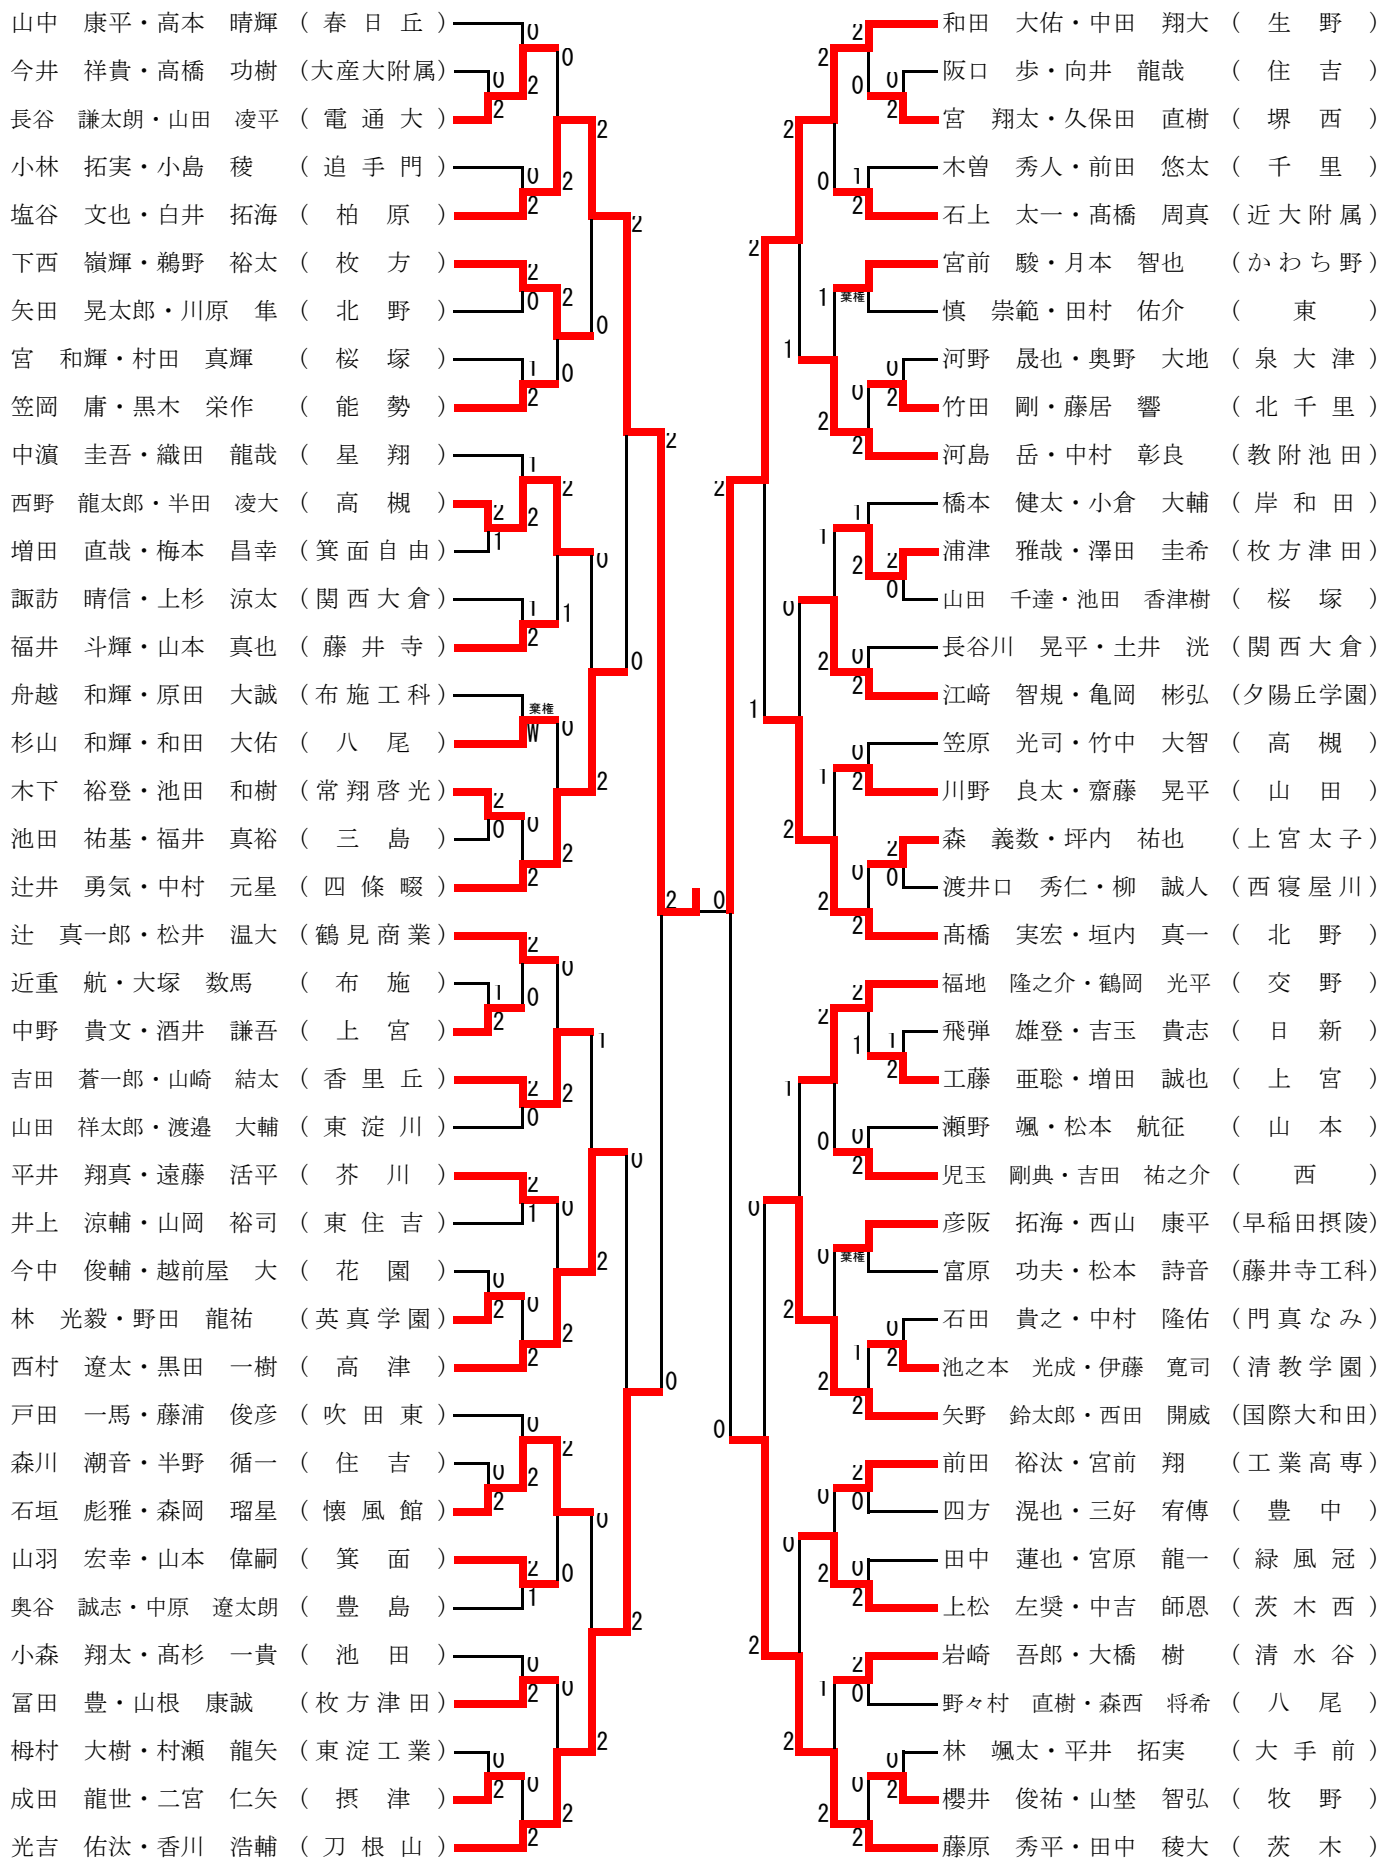 山中　康平・高本　晴輝 （ 春 日 丘 ）
今井　祥貴・高橋　功樹 （大産大附属）
長谷　謙太朗・山田　凌平 （ 電 通 大 ）
小林　拓実・小島　稜 （ 追 手 門 ）
塩谷　文也・白井　拓海 （ 柏　原 ）
下西　嶺輝・鵜野　裕太 （ 枚　方 ）
矢田　晃太郎・川原　隼 （ 北　野 ）
宮　和輝・村田　真輝 （ 桜　塚 ）
笠岡　庸・黒木　栄作 （ 能　勢 ）
中濵　圭吾・織田　龍哉 （ 星　翔 ）
西野　龍太郎・半田　凌大 （ 高　槻 ）
増田　直哉・梅本　昌幸 （箕面自由）
諏訪　晴信・上杉　涼太 （関西大倉）
福井　斗輝・山本　真也 （ 藤 井 寺 ）
舟越　和輝・原田　大誠 （布施工科）
棄権
W
杉山　和輝・和田　大佑 （ 八　尾 ）
木下　裕登・池田　和樹 （常翔啓光）
池田　祐基・福井　真裕 （ 三　島 ）
辻井　勇気・中村　元星 （ 四 條 畷 ）
辻　真一郎・松井　温大 （鶴見商業）
近重　航・大塚　数馬 （ 布　施 ）
中野　貴文・酒井　謙吾 （ 上　宮 ）
吉田　蒼一郎・山崎　結太 （ 香 里 丘 ）
山田　祥太郎・渡邉　大輔 （ 東 淀 川 ）
平井　翔真・遠藤　活平 （ 芥　川 ）
井上　涼輔・山岡　裕司 （ 東 住 吉 ）
今中　俊輔・越前屋　大 （ 花　園 ）
林　光毅・野田　龍祐 （英真学園）
西村　遼太・黒田　一樹 （ 高　津 ）
戸田　一馬・藤浦　俊彦 （ 吹 田 東 ）
森川　潮音・半野　循一 （ 住　吉 ）
石垣　彪雅・森岡　瑠星 （ 懐 風 館 ）
山羽　宏幸・山本　偉嗣 （ 箕　面 ）
奥谷　誠志・中原　遼太朗 （ 豊　島 ）
小森　翔太・髙杉　一貴 （ 池　田 ）
冨田　豊・山根　康誠 （枚方津田）
栂村　大樹・村瀬　龍矢 （東淀工業）
成田　龍世・二宮　仁矢 （ 摂　津 ）
光吉　佑汰・香川　浩輔 （ 刀 根 山 ）
和田　大佑・中田　翔大 （ 生　野 ）
阪口　歩・向井　龍哉 （ 住　吉 ）
宮　翔太・久保田　直樹 （ 堺　西 ）
木曽　秀人・前田　悠太 （ 千　里 ）
石上　太一・髙橋　周真 （近大附属）
宮前　駿・月本　智也 （かわち野）
棄権
慎　崇範・田村　佑介 （ 東 ）
河野　晟也・奥野　大地 （ 泉 大 津 ）
竹田　剛・藤居　響 （ 北 千 里 ）
河島　岳・中村　彰良 （教附池田）
橋本　健太・小倉　大輔 （ 岸 和 田 ）
浦津　雅哉・澤田　圭希 （枚方津田）
山田　千達・池田　香津樹 （ 桜　塚 ）
長谷川　晃平・土井　洸 （関西大倉）
江﨑　智規・亀岡　彬弘 （夕陽丘学園）
笠原　光司・竹中　大智 （ 高　槻 ）
川野　良太・齋藤　晃平 （ 山　田 ）
森　義数・坪内　祐也 （上宮太子）
渡井口　秀仁・柳　誠人 （西寝屋川）
髙橋　実宏・垣内　真一 （ 北　野 ）
福地　隆之介・鶴岡　光平 （ 交　野 ）
飛弾　雄登・吉玉　貴志 （ 日　新 ）
工藤　亜聡・増田　誠也 （ 上　宮 ）
瀬野　颯・松本　航征 （ 山　本 ）
児玉　剛典・吉田　祐之介 （ 西 ）
彦阪　拓海・西山　康平 （早稲田摂陵）
棄権
富原　功夫・松本　詩音 （藤井寺工科）
石田　貴之・中村　隆佑 （門真なみ）
池之本　光成・伊藤　寛司 （清教学園）
矢野　鈴太郎・西田　開威 （国際大和田）
前田　裕汰・宮前　翔 （工業高専）
四方　滉也・三好　宥傳 （ 豊　中 ）
田中　蓮也・宮原　龍一 （ 緑 風 冠 ）
上松　左奨・中吉　師恩 （ 茨 木 西 ）
岩崎　吾郎・大橋　樹 （ 清 水 谷 ）
野々村　直樹・森西　将希 （ 八　尾 ）
林　颯太・平井　拓実 （ 大 手 前 ）
櫻井　俊祐・山埜　智弘 （ 牧　野 ）
藤原　秀平・田中　稜大 （ 茨　木 ）